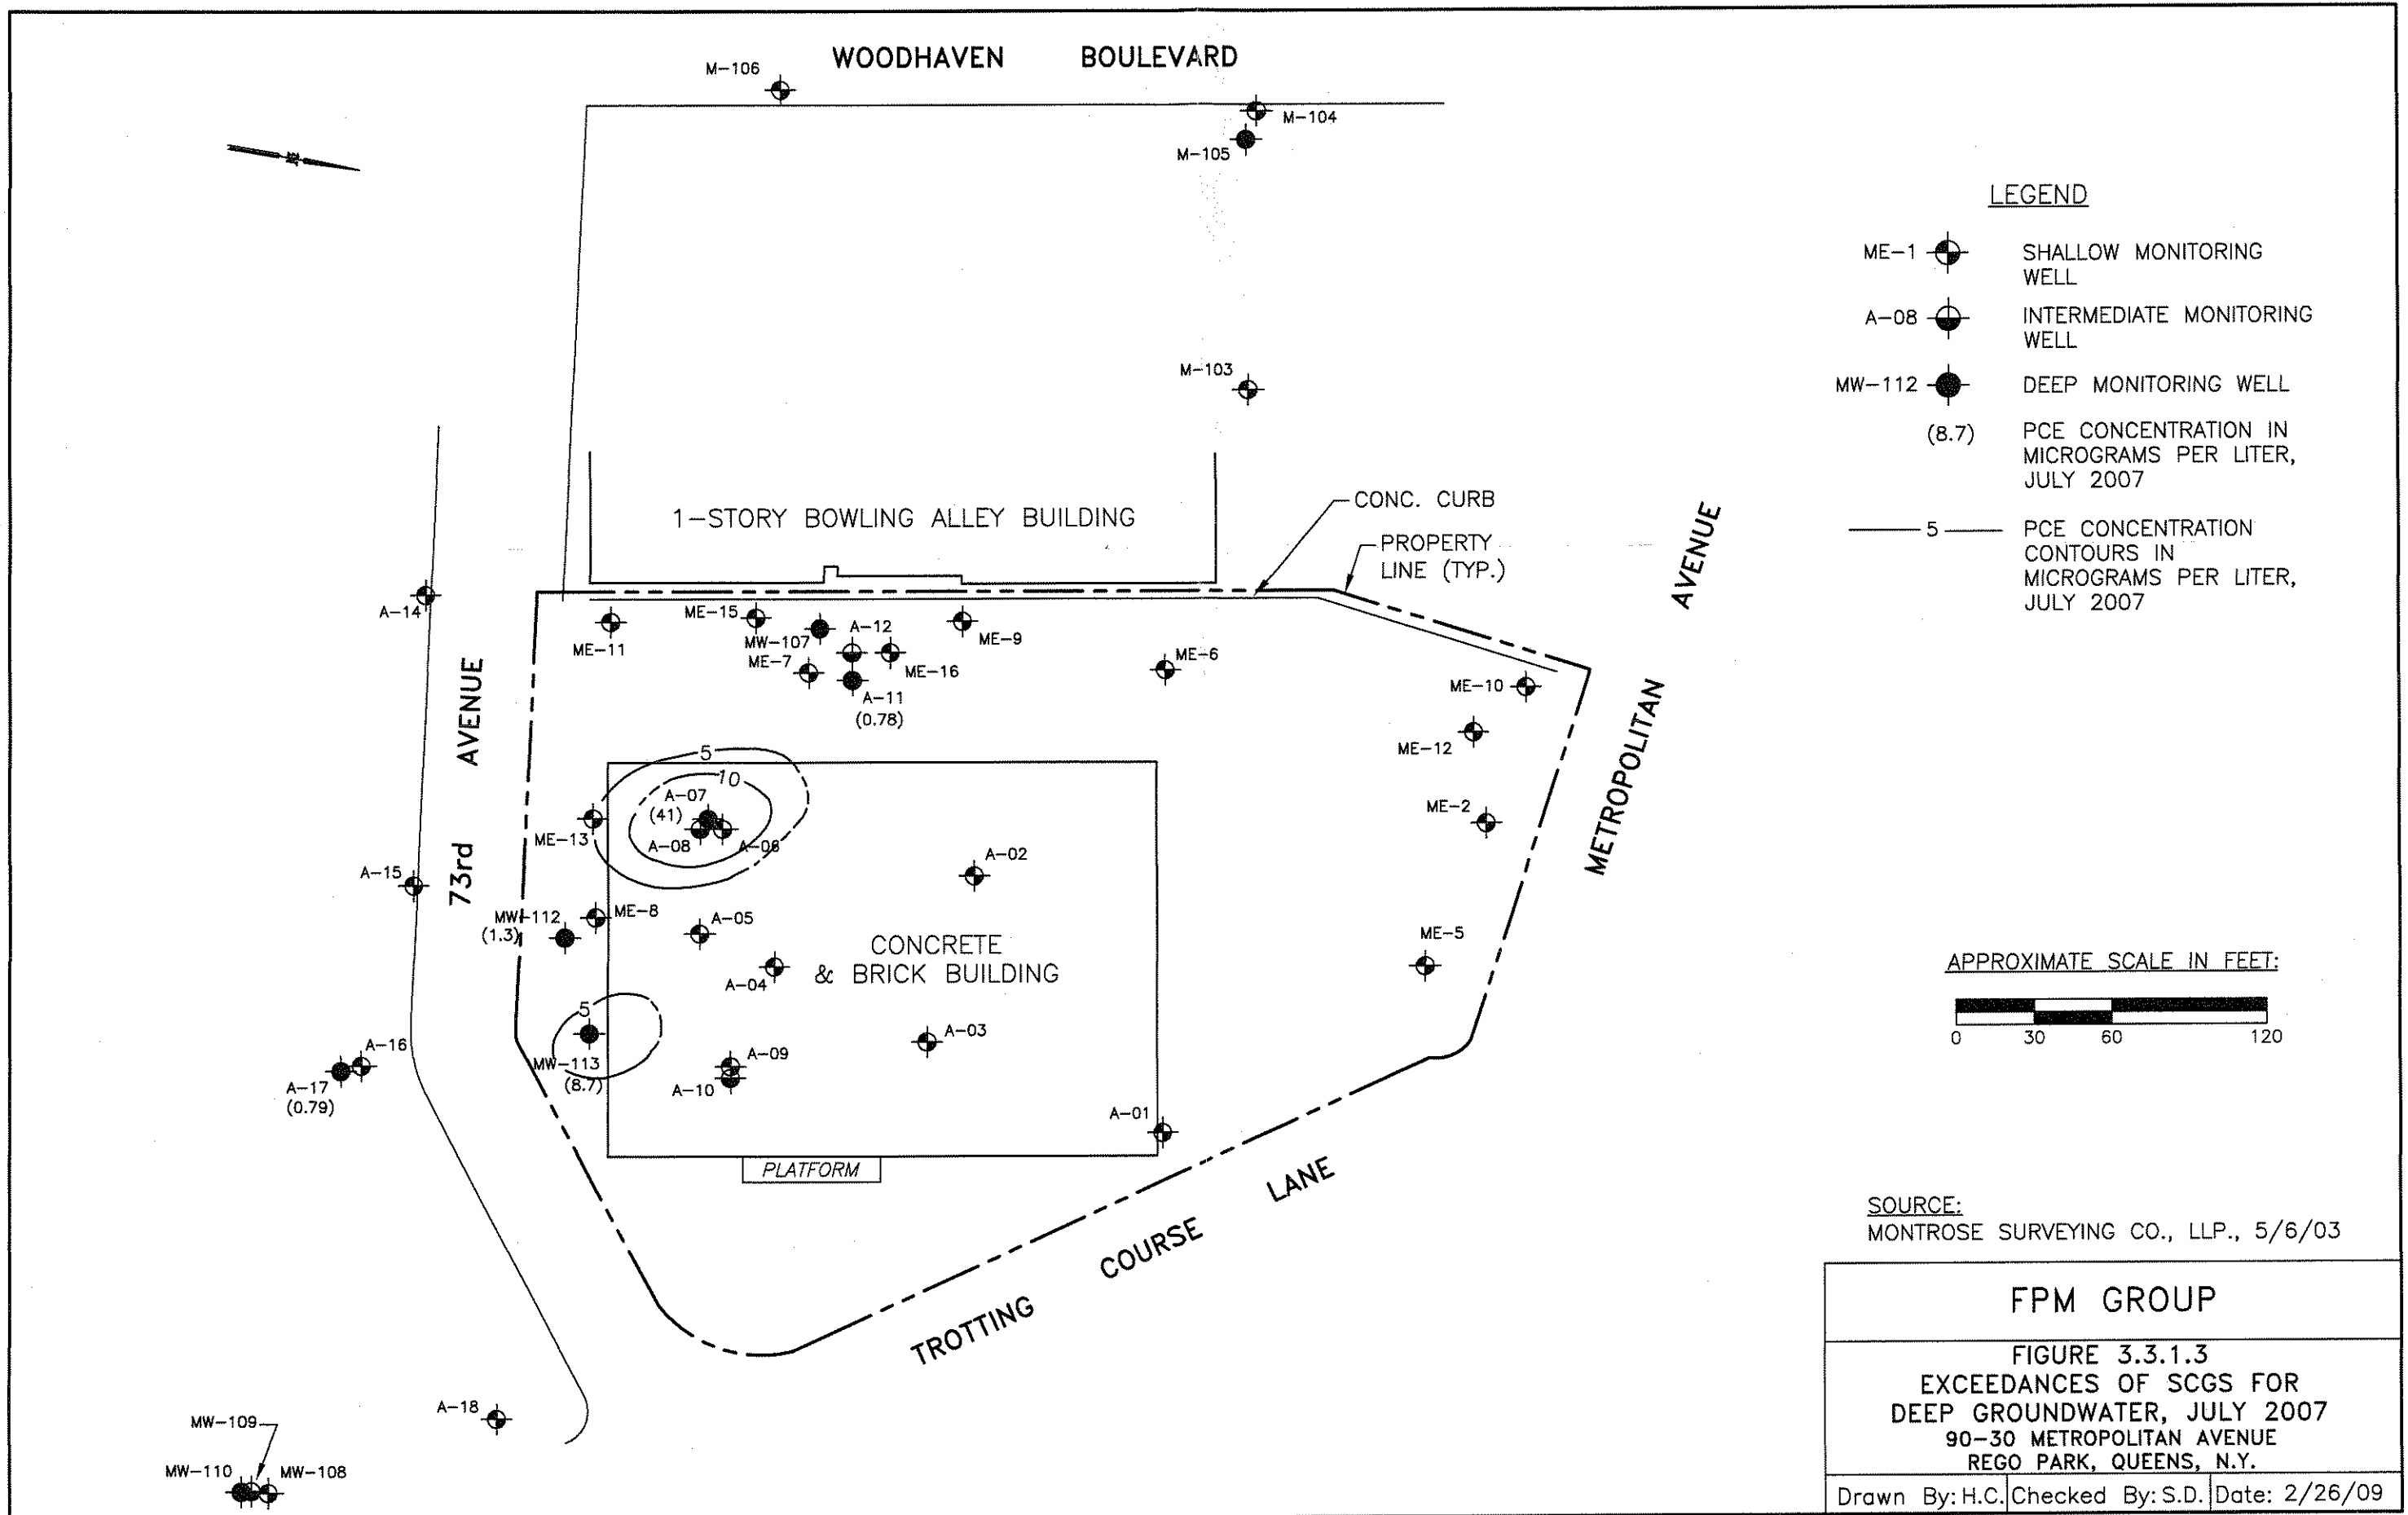 WOODHAVEN BOULEVARD
M-106
M-104
M-105
M-103
LEGEND
ME-1 SHALLOW MONITORING
WELL
A-08 INTERMEDIATE MONITORING
WELL
MW-112 DEEP MONITORING WELL
(8.7) PCE CONCENTRATION IN
MICROGRAMS PER LITER,
JULY 2007
5 PCE CONCENTRATION
CONTOURS IN
MICROGRAMS PER LITER,
JULY 2007
1-STORY BOWLING ALLEY BUILDING
CONC. CURB
PROPERTY
LINE (TYP.)
METROPOLITAN AVENUE
73rd AVENUE
A-14
ME-11
ME-15
MW-107
ME-7
A-12
ME-16
A-11
(0.78)
ME-9
ME-6
ME-10
ME-12
ME-2
ME-5
5
10
A-07
(41)
A-08
A-06
ME-13
A-02
A-15
MW-112
(1.3)
ME-8
A-05
A-04
CONCRETE
& BRICK BUILDING
5
MW-113
(8.7)
A-03
A-09
A-10
A-16
A-17
(0.79)
A-01
PLATFORM
TROTTING COURSE LANE
A-18
MW-109
MW-110
MW-108
APPROXIMATE SCALE IN FEET:
0 30 60 120
SOURCE:
MONTROSE SURVEYING CO., LLP., 5/6/03
FPM GROUP
FIGURE 3.3.1.3
EXCEEDANCES OF SCGS FOR
DEEP GROUNDWATER, JULY 2007
90-30 METROPOLITAN AVENUE
REGO PARK, QUEENS, N.Y.
Drawn By: H.C. Checked By: S.D. Date: 2/26/09